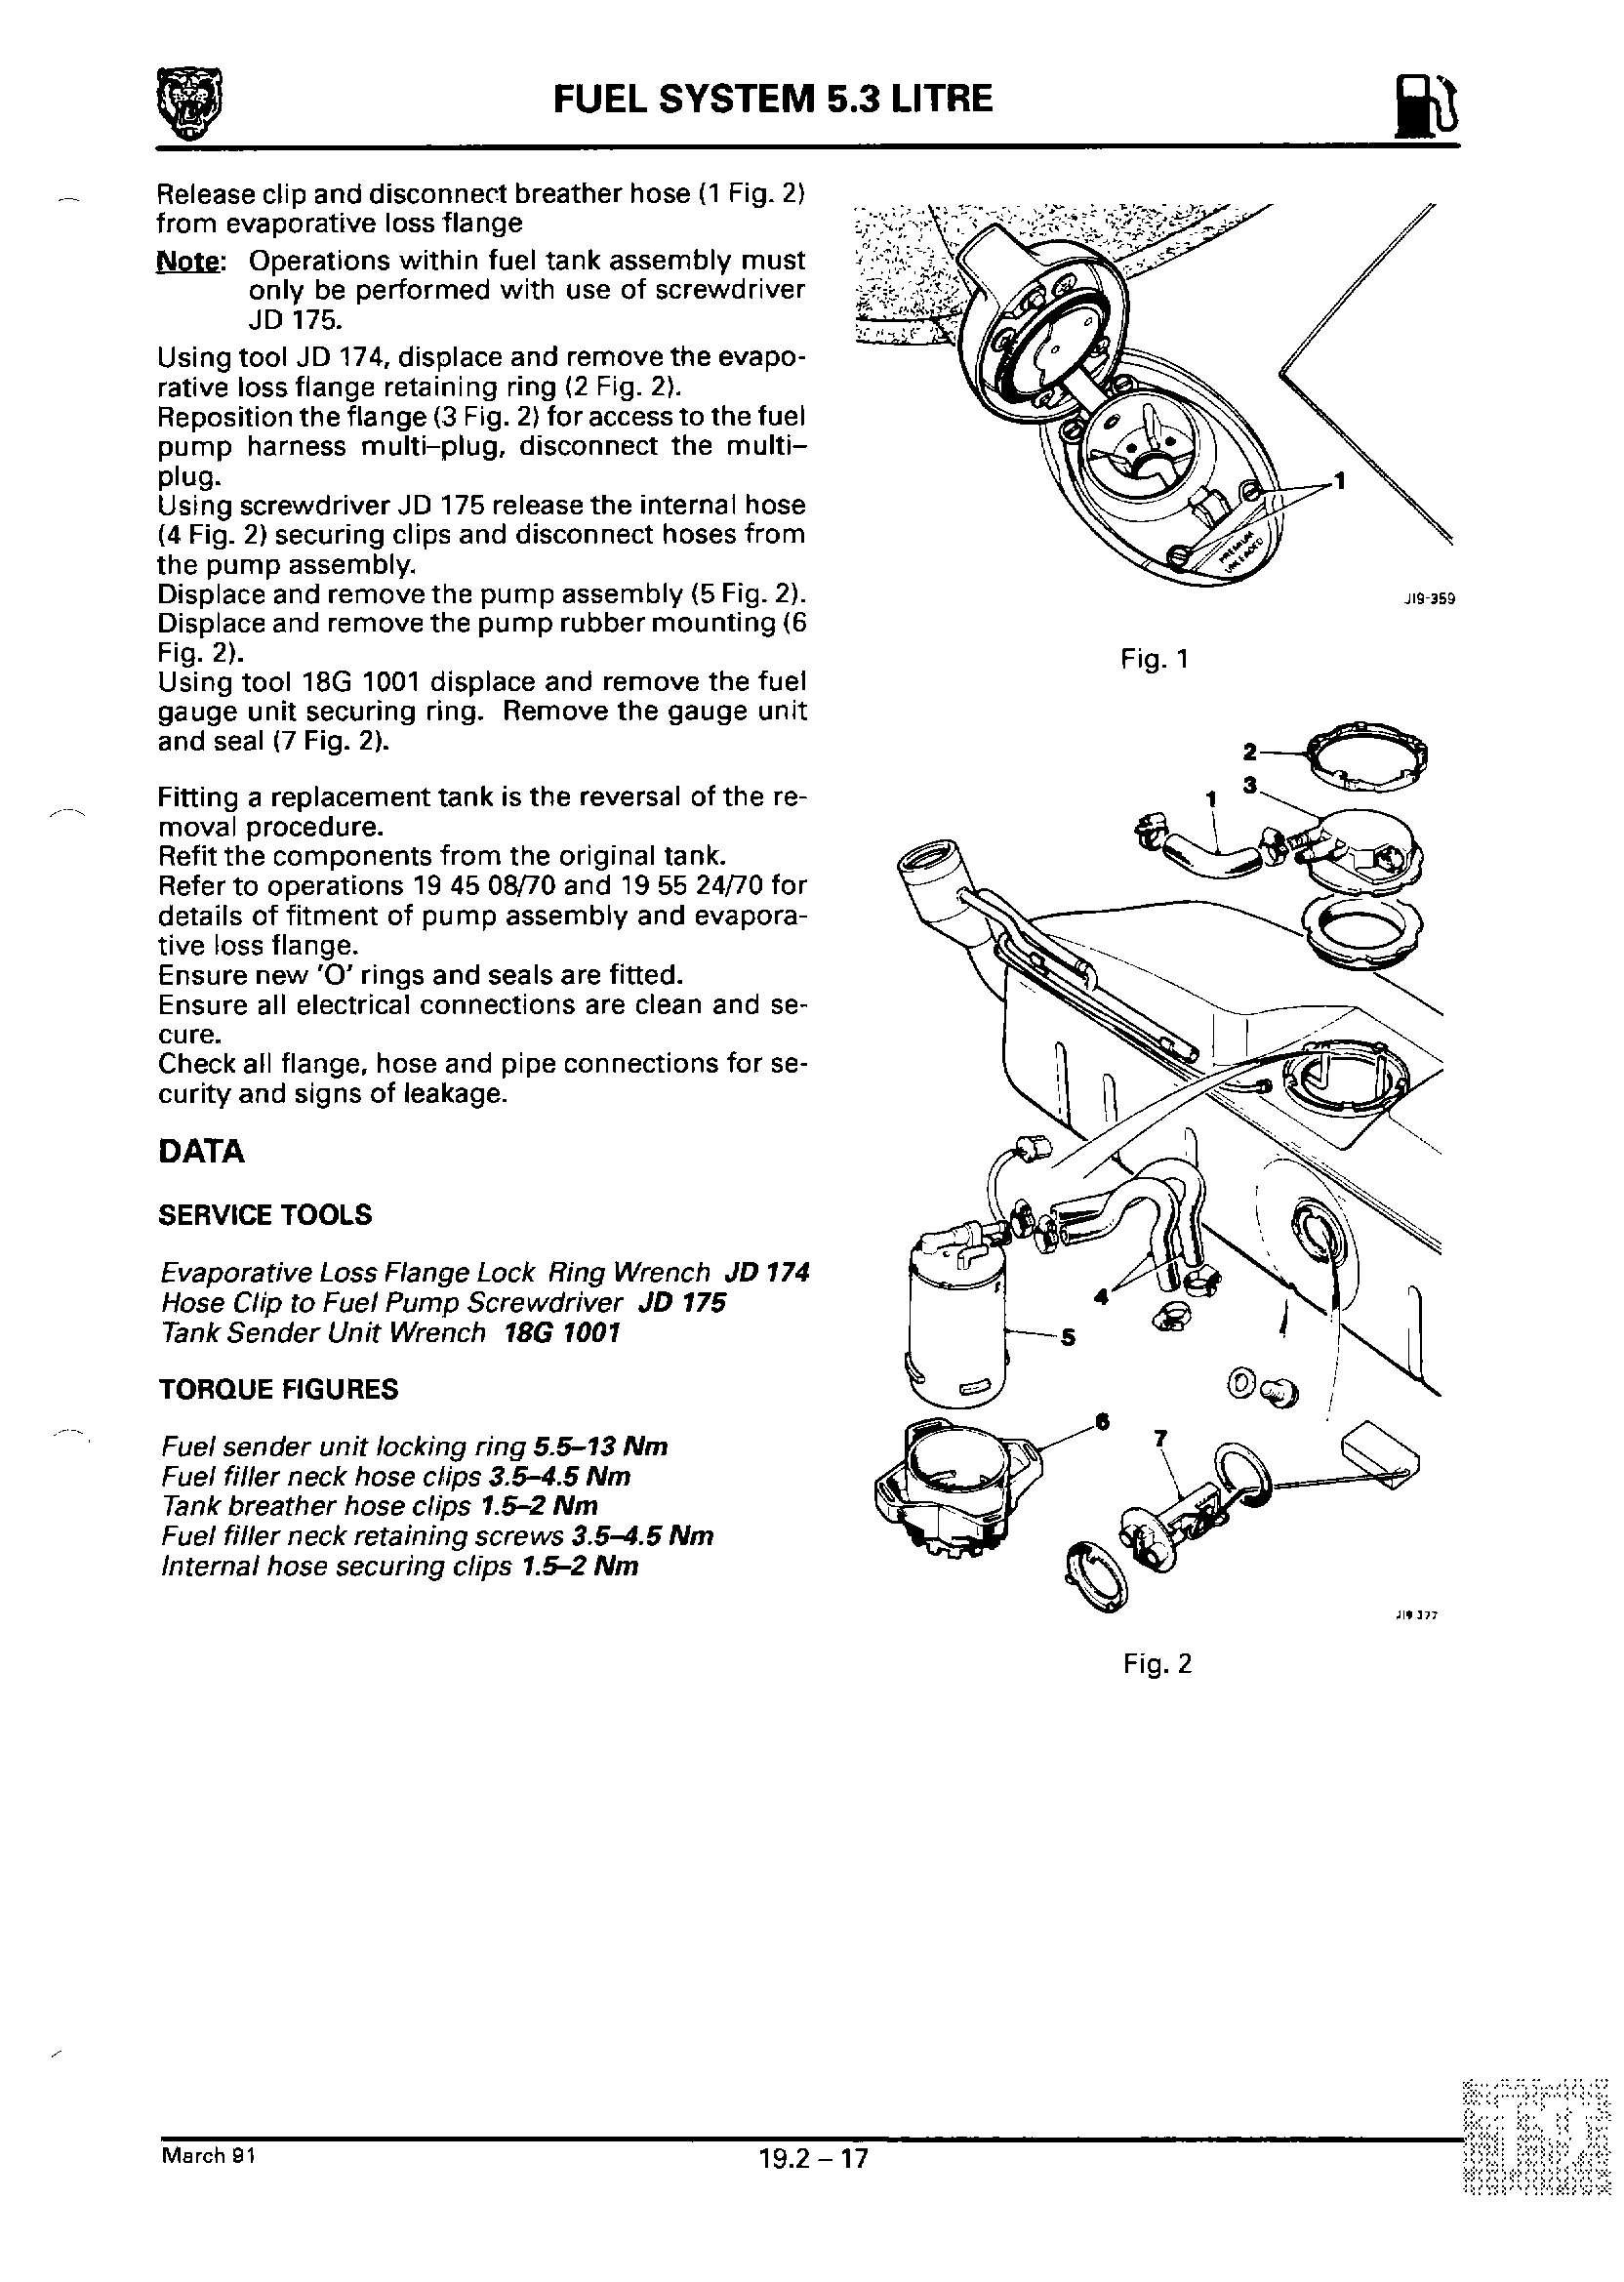 FUEL SYSTEM 5.3 LITRE
Release clip and disconnect breather hose (1 Fig. 2)
from evaporative loss flange
Note: Operations within fuel tank assembly must
only be performed with use of screwdriver
JD 175.
Using tool JD 174, displace and remove the evapo-
rative loss flange retaining ring (2 Fig. 2).
Reposition the flange (3 Fig. 2) for access to the fuel
pump harness multi–plug, disconnect the multi–
plug.
Using screwdriver JD 175 release the internal hose
(4 Fig. 2) securing clips and disconnect hoses from
the pump assembly.
Displace and remove the pump assembly (5 Fig. 2).
Displace and remove the pump rubber mounting (6
Fig. 2).
Using tool 18G 1001 displace and remove the fuel
gauge unit securing ring. Remove the gauge unit
and seal (7 Fig. 2).
Fitting a replacement tank is the reversal of the re-
moval procedure.
Refit the components from the original tank.
Refer to operations 19 45 08/70 and 19 55 24/70 for
details of fitment of pump assembly and evapora-
tive loss flange.
Ensure new 'O' rings and seals are fitted.
Ensure all electrical connections are clean and se-
cure.
Check all flange, hose and pipe connections for se-
curity and signs of leakage.
DATA
SERVICE TOOLS
Evaporative Loss Flange Lock Ring Wrench JD 174
Hose Clip to Fuel Pump Screwdriver JD 175
Tank Sender Unit Wrench 18G 1001
TORQUE FIGURES
Fuel sender unit locking ring 5.5–13 Nm
Fuel filler neck hose clips 3.5–4.5 Nm
Tank breather hose clips 1.5–2 Nm
Fuel filler neck retaining screws 3.5–4.5 Nm
Internal hose securing clips 1.5–2 Nm
1
PREMIUM
UNLEADED
J19-359
Fig. 1
2
3
1
4
5
6
7
J19 377
Fig. 2
March 91
19.2 – 17
19